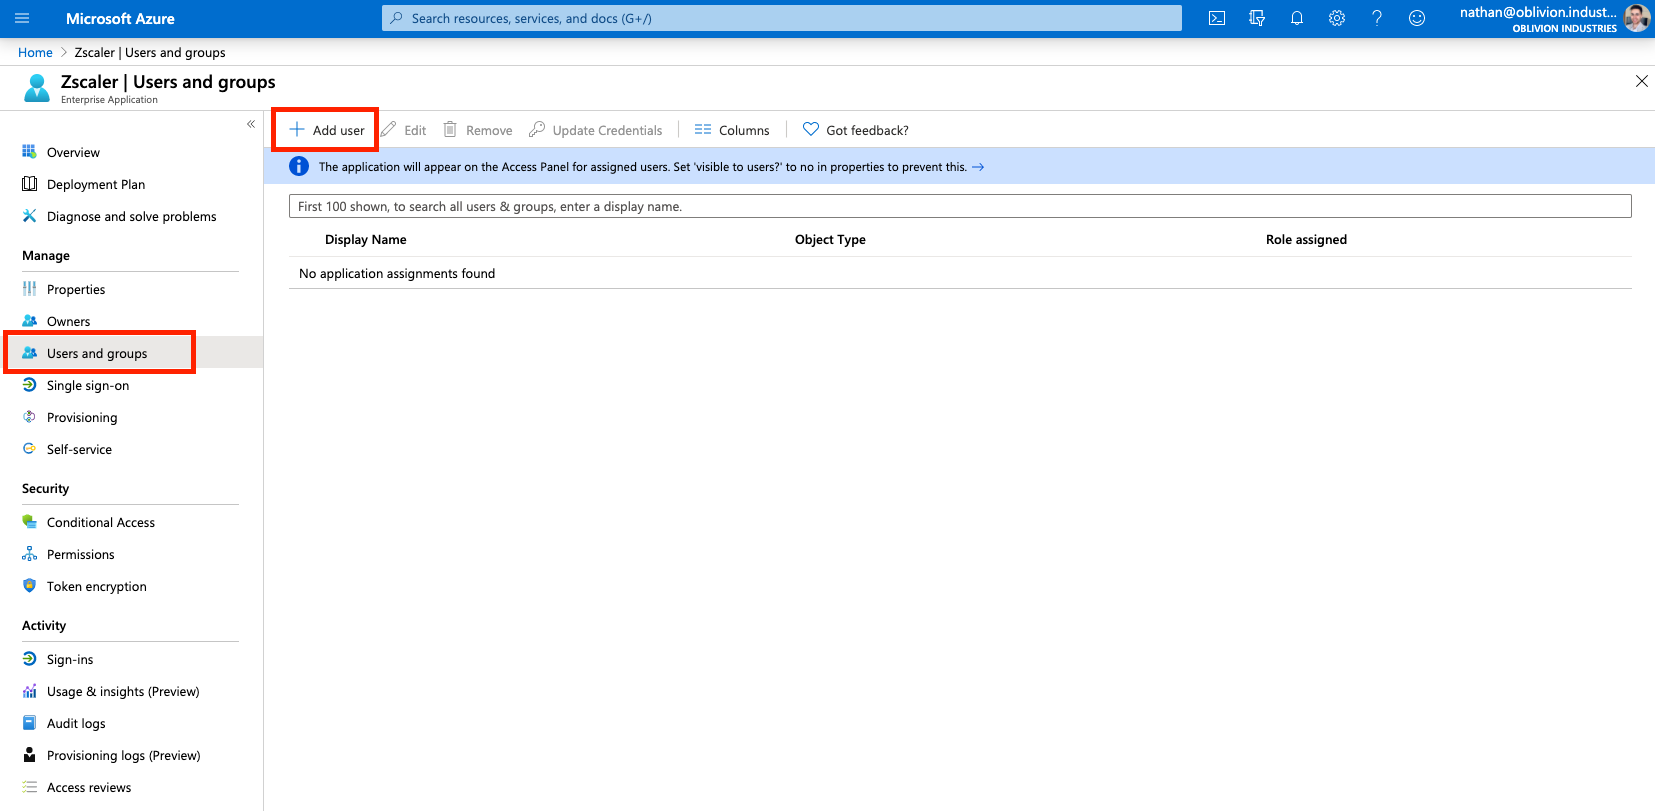 Microsoft Azure
Search resources, services, and docs (G+/)
nathan@oblivion.indust...
OBLIVION INDUSTRIES
Home > Zscaler | Users and groups
Zscaler | Users and groups
Enterprise Application
Add user
Edit
Remove
Update Credentials
Columns
Got feedback?
The application will appear on the Access Panel for assigned users. Set 'visible to users?' to no in properties to prevent this. →
First 100 shown, to search all users & groups, enter a display name.
Display Name
Object Type
Role assigned
No application assignments found
Overview
Deployment Plan
Diagnose and solve problems
Manage
Properties
Owners
Users and groups
Single sign-on
Provisioning
Self-service
Security
Conditional Access
Permissions
Token encryption
Activity
Sign-ins
Usage & insights (Preview)
Audit logs
Provisioning logs (Preview)
Access reviews